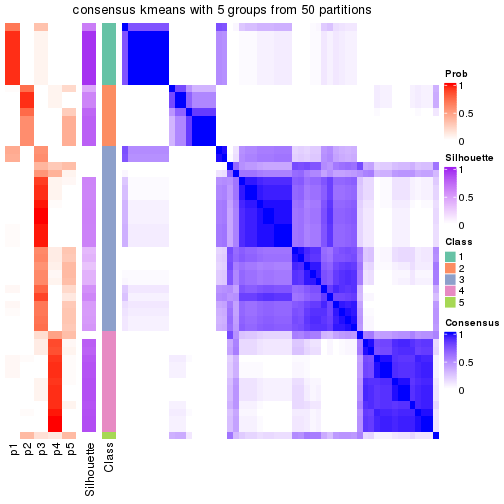 consensus kmeans with 5 groups from 50 partitions
Prob
1
0.5
0
Silhouette
1
0.5
0
Class
1
2
3
4
5
Consensus
1
0.5
0
p1
p2
p3
p4
p5
Silhouette
Class